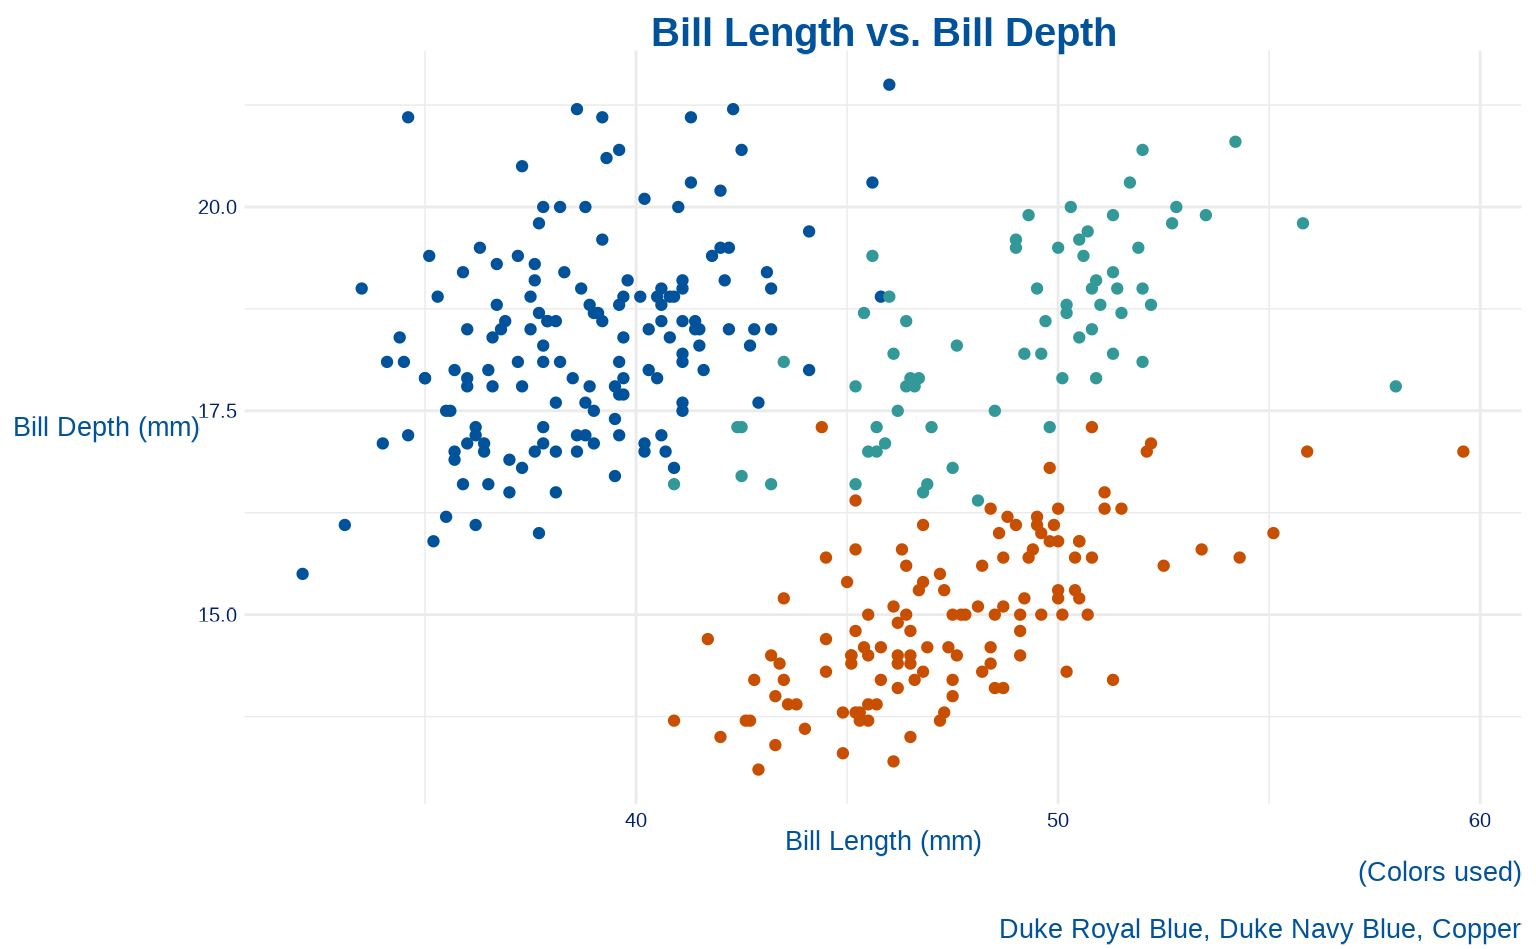 Bill Length vs. Bill Depth
20.0
17.5
15.0
Bill Depth (mm)
40
50
60
Bill Length (mm)
(Colors used)
Duke Royal Blue, Duke Navy Blue, Copper